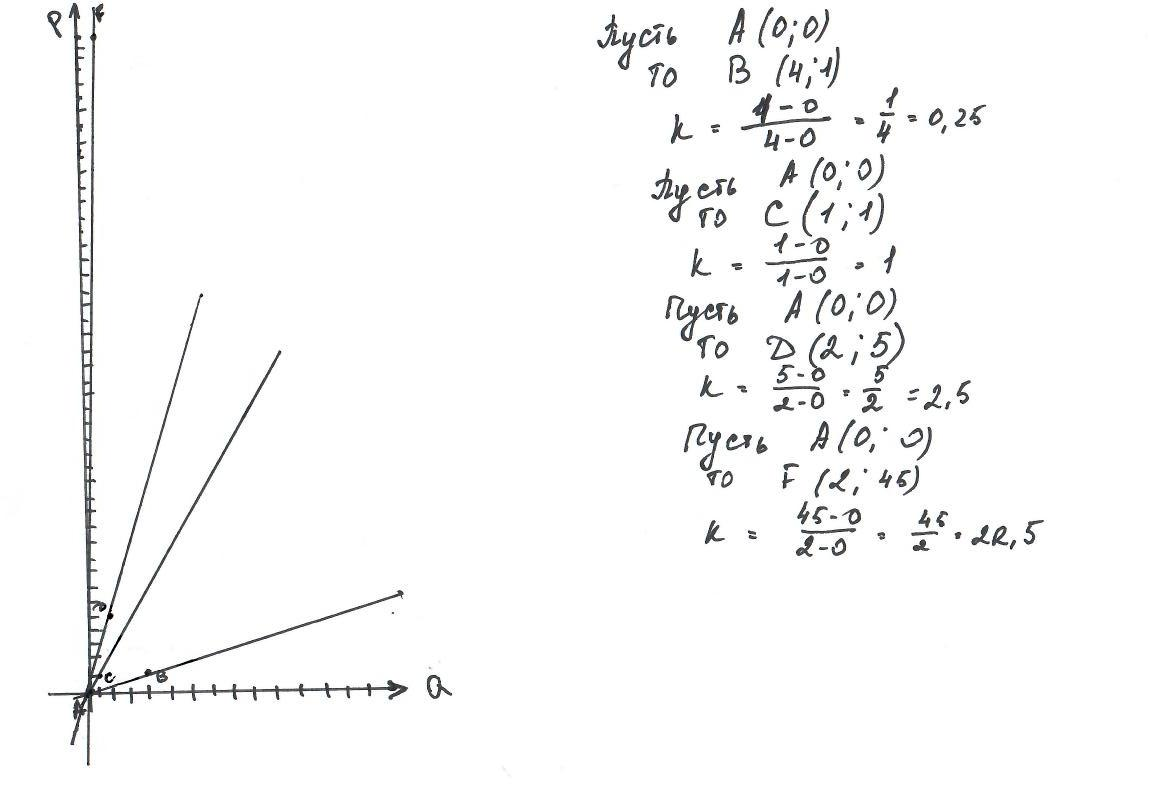 P
F
D
C
B
A
Q
Пусть A (0;0)
то B (4;1)
k = 1-0 / 4-0 = 1/4 = 0,25
Пусть A (0;0)
то C (1;1)
k = 1-0 / 1-0 = 1
Пусть A (0;0)
то D (2;5)
k = 5-0 / 2-0 = 5/2 = 2,5
Пусть A (0;0)
то F (2;45)
k = 45-0 / 2-0 = 45/2 = 22,5